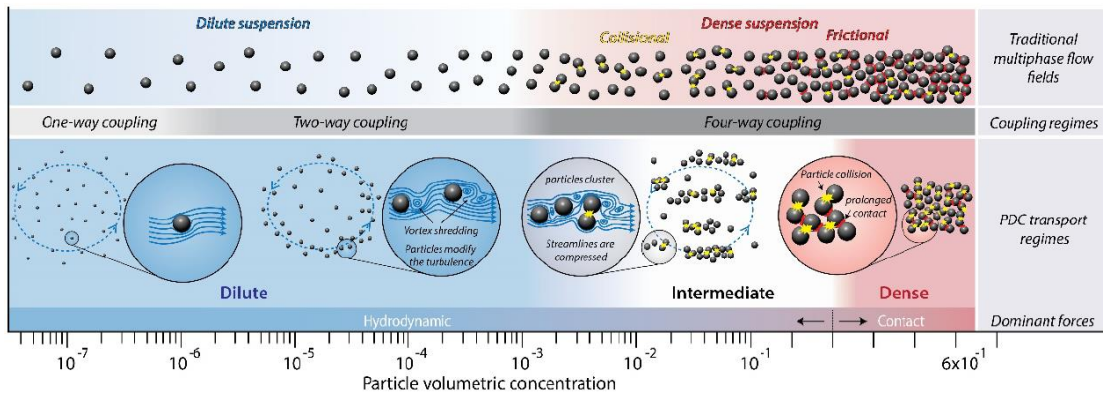 Dilute suspension
Dense suspension
Collisional
Frictional
Traditional
multiphase flow
fields
One-way coupling
Two-way coupling
Four-way coupling
Coupling regimes
particles cluster
Particle collision
prolonged
contact
Vortex shredding
Particles modify
the turbulence
Streamlines are
compressed
PDC transport
regimes
Dilute
Intermediate
Dense
Hydrodynamic
Contact
Dominant forces
10⁻⁷
10⁻⁶
10⁻⁵
10⁻⁴
10⁻³
10⁻²
10⁻¹
6x10⁻¹
Particle volumetric concentration